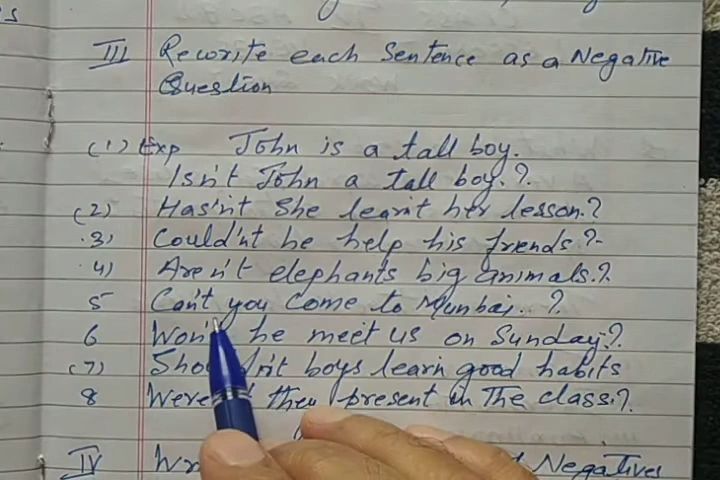 III Rewrite each Sentence as a Negative
Question
(1) Exp John is a tall boy.
Isn't John a tall boy.?
(2) Hasn't She learnt her lesson.?
3) Couldn't he help his friends.?
4) Aren't elephants big animals.?
5 Can't you Come to Mumbai. ?
6 Won't he meet us on Sunday.?
(7) boys learn good habits
8 they present in The class.?
IV Negatives